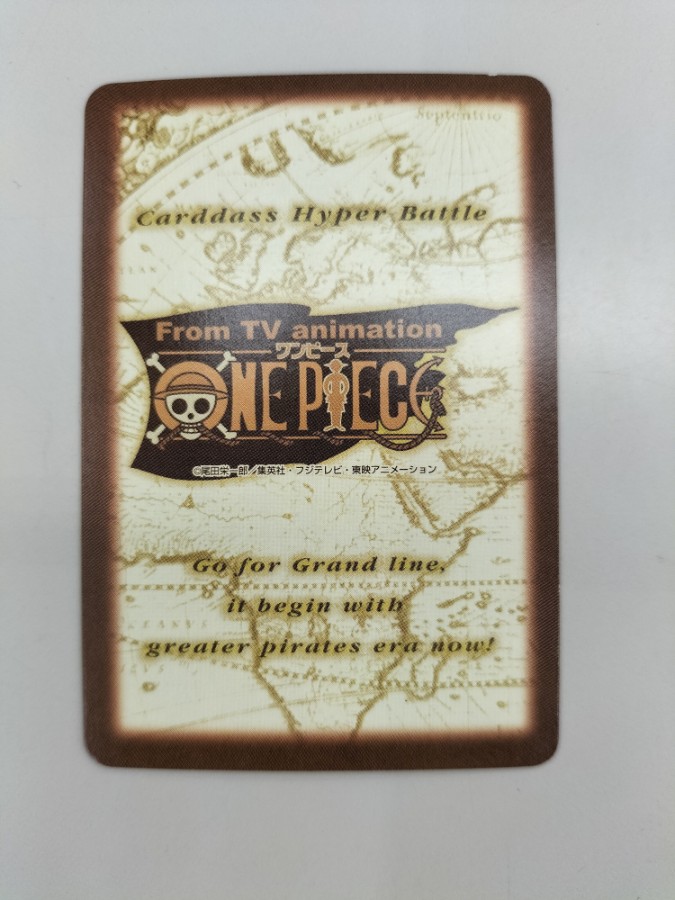 Septentrio
Carddass Hyper Battle
From TV animation
ワンピース
ONE PIECE
©尾田栄一郎／集英社・フジテレビ・東映アニメーション
Go for Grand line,
it begin with
greater pirates era now!